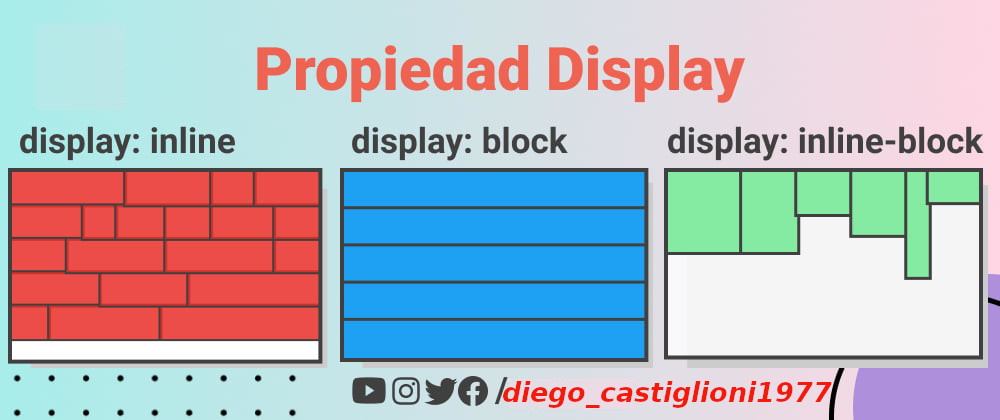 Propiedad Display
display: inline
display: block
display: inline-block
/diego_castiglioni1977